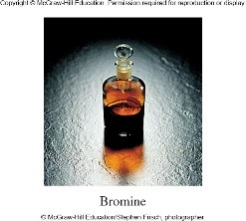 Copyright © McGraw-Hill Education. Permission required for reproduction or display
Bromine
© McGraw-Hill Education/Stephen Frisch, photographer